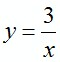 y = 3/x